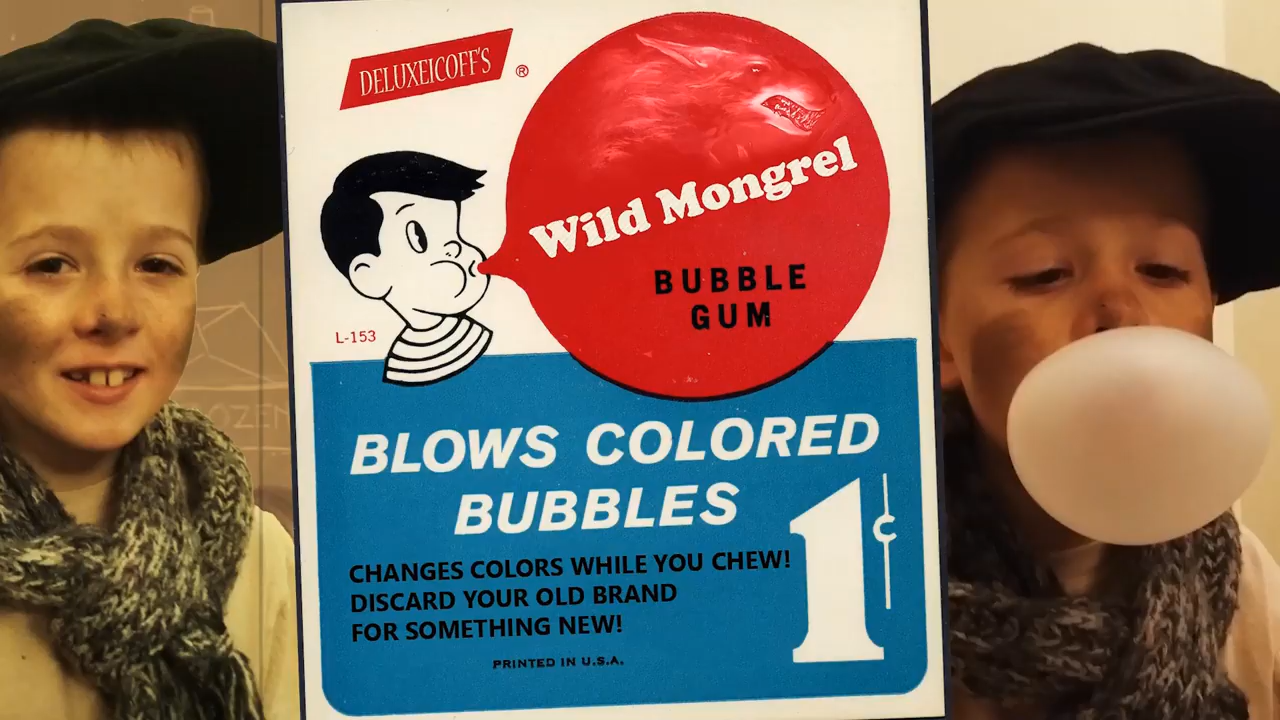 DELUXEICOFF'S
®
Wild Mongrel
BUBBLE
GUM
L-153
BLOWS COLORED
BUBBLES
1¢
CHANGES COLORS WHILE YOU CHEW!
DISCARD YOUR OLD BRAND
FOR SOMETHING NEW!
PRINTED IN U.S.A.